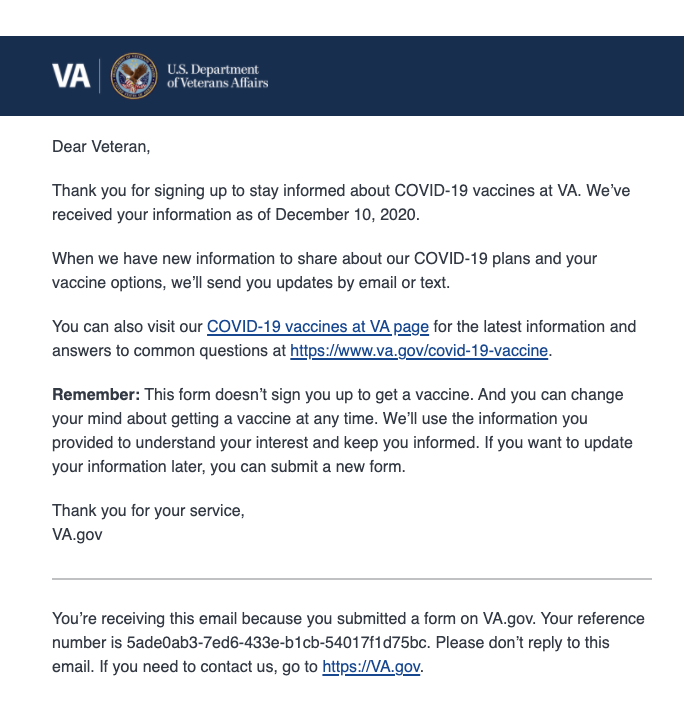 VA
U.S. Department
of Veterans Affairs
Dear Veteran,
Thank you for signing up to stay informed about COVID-19 vaccines at VA. We’ve
received your information as of December 10, 2020.
When we have new information to share about our COVID-19 plans and your
vaccine options, we’ll send you updates by email or text.
You can also visit our COVID-19 vaccines at VA page for the latest information and
answers to common questions at https://www.va.gov/covid-19-vaccine.
Remember: This form doesn’t sign you up to get a vaccine. And you can change
your mind about getting a vaccine at any time. We’ll use the information you
provided to understand your interest and keep you informed. If you want to update
your information later, you can submit a new form.
Thank you for your service,
VA.gov
You’re receiving this email because you submitted a form on VA.gov. Your reference
number is 5ade0ab3-7ed6-433e-b1cb-54017f1d75bc. Please don’t reply to this
email. If you need to contact us, go to https://VA.gov.